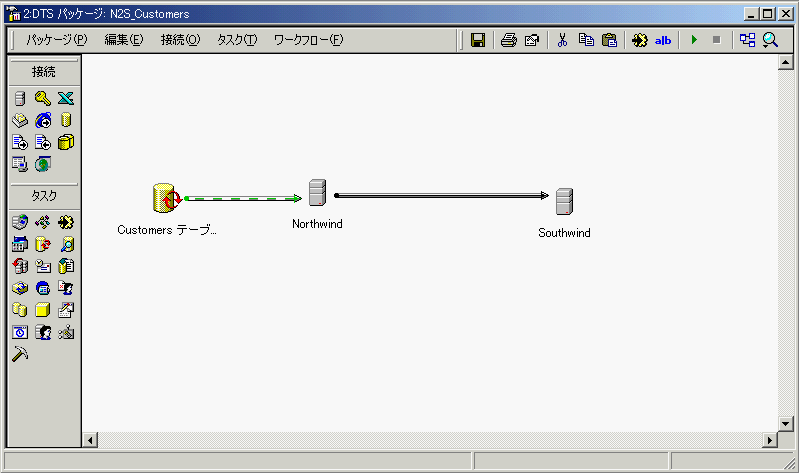 2:DTS パッケージ: N2S_Customers
パッケージ(P) 編集(E) 接続(O) タスク(T) ワークフロー(F)
a|b
接続
タスク
Customers テーブ...
Northwind
Southwind